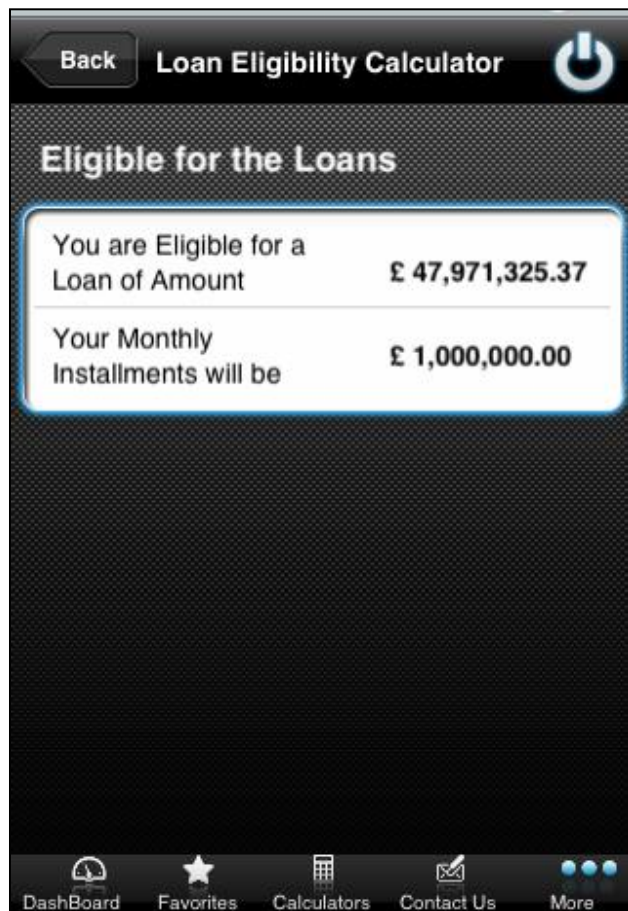 Back
Loan Eligibility Calculator
Eligible for the Loans
You are Eligible for a
Loan of Amount
£ 47,971,325.37
Your Monthly
Installments will be
£ 1,000,000.00
DashBoard
Favorites
Calculators
Contact Us
More